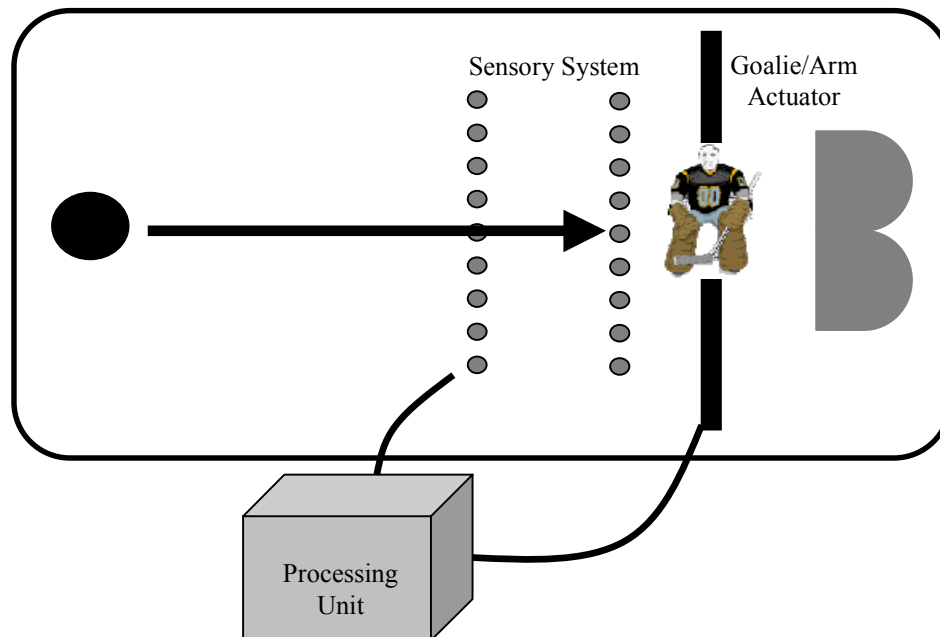 Sensory System
Goalie/Arm
Actuator
00
Processing
Unit